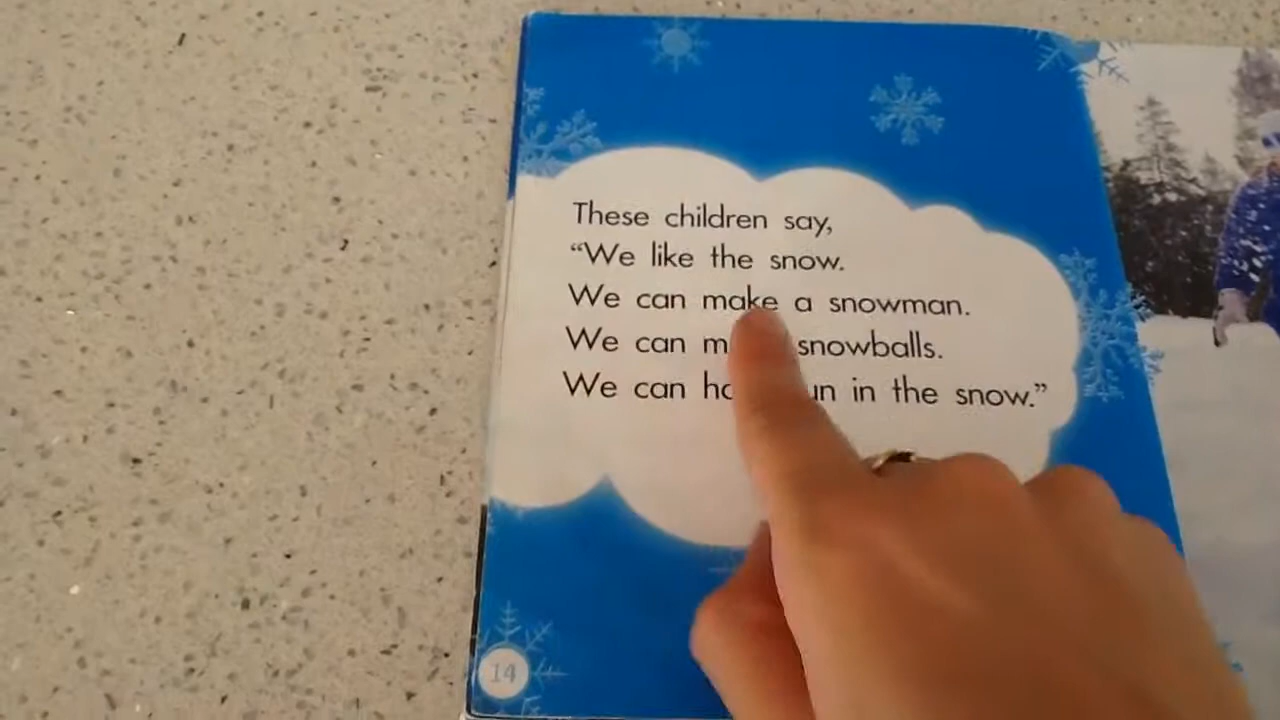 These children say,
“We like the snow.
We can make a snowman.
We can snowballs.
We can in the snow.”
14